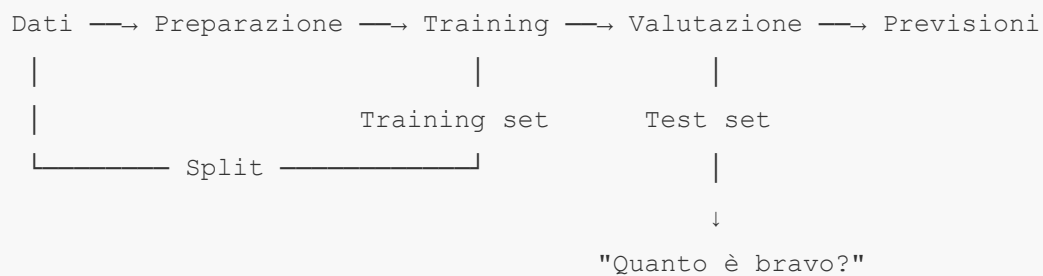 Dati ──→ Preparazione ──→ Training ──→ Valutazione ──→ Previsioni
Training set Test set
Split
"Quanto è bravo?"